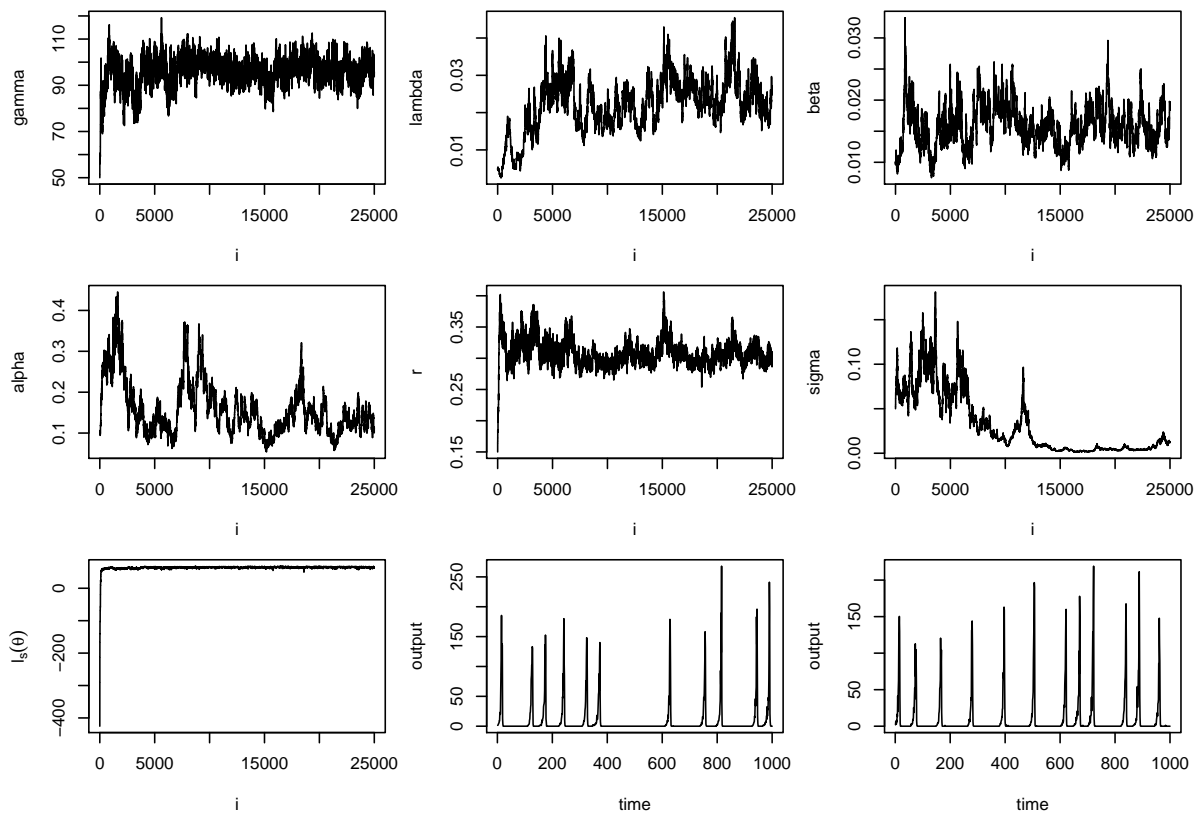 gamma
50 70 90 110
0 5000 15000 25000
i
lambda
0.01 0.03
0 5000 15000 25000
i
beta
0.010 0.020 0.030
0 5000 15000 25000
i
alpha
0.1 0.2 0.3 0.4
0 5000 15000 25000
i
r
0.15 0.25 0.35
0 5000 15000 25000
i
sigma
0.00 0.10
0 5000 15000 25000
i
l_s(θ)
−400 −200 0
0 5000 15000 25000
i
output
0 50 150 250
0 200 400 600 800 1000
time
output
0 50 150
0 200 400 600 800 1000
time